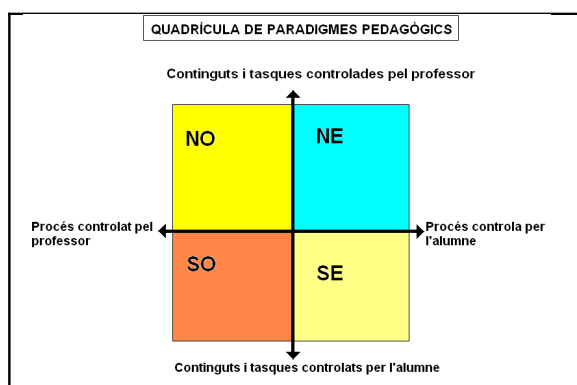 QUADRÍCULA DE PARADIGMES PEDAGÒGICS
Continguts i tasques controlades pel professor
NO
NE
Procés controlat pel
professor
Procés controla per
l'alumne
SO
SE
Continguts i tasques controlats per l'alumne